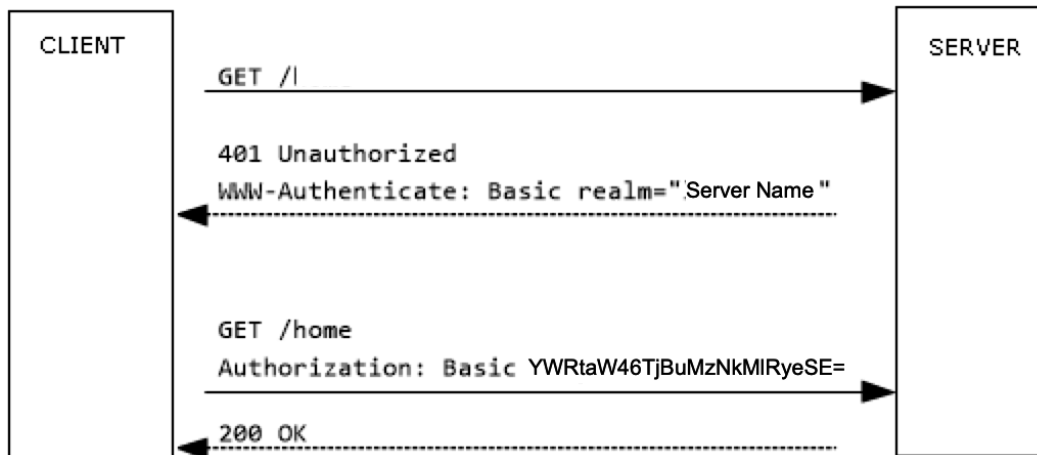 CLIENT
SERVER
GET /|
401 Unauthorized
WWW-Authenticate: Basic realm="Server Name"
GET /home
Authorization: Basic YWRtaW46TjBuMzNkMlRyeSE=
200 OK